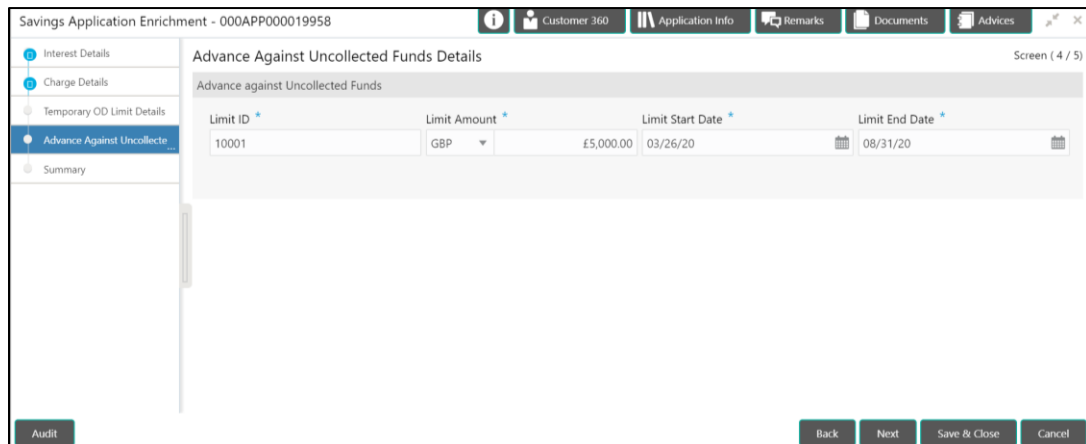 Savings Application Enrichment - 000APP000019958
i Customer 360 Application Info Remarks Documents Advices
Interest Details
Charge Details
Temporary OD Limit Details
Advance Against Uncollecte...
Summary
Advance Against Uncollected Funds Details
Screen ( 4 / 5)
Advance against Uncollected Funds
Limit ID * Limit Amount * Limit Start Date * Limit End Date *
10001 GBP £5,000.00 03/26/20 08/31/20
Audit Back Next Save & Close Cancel